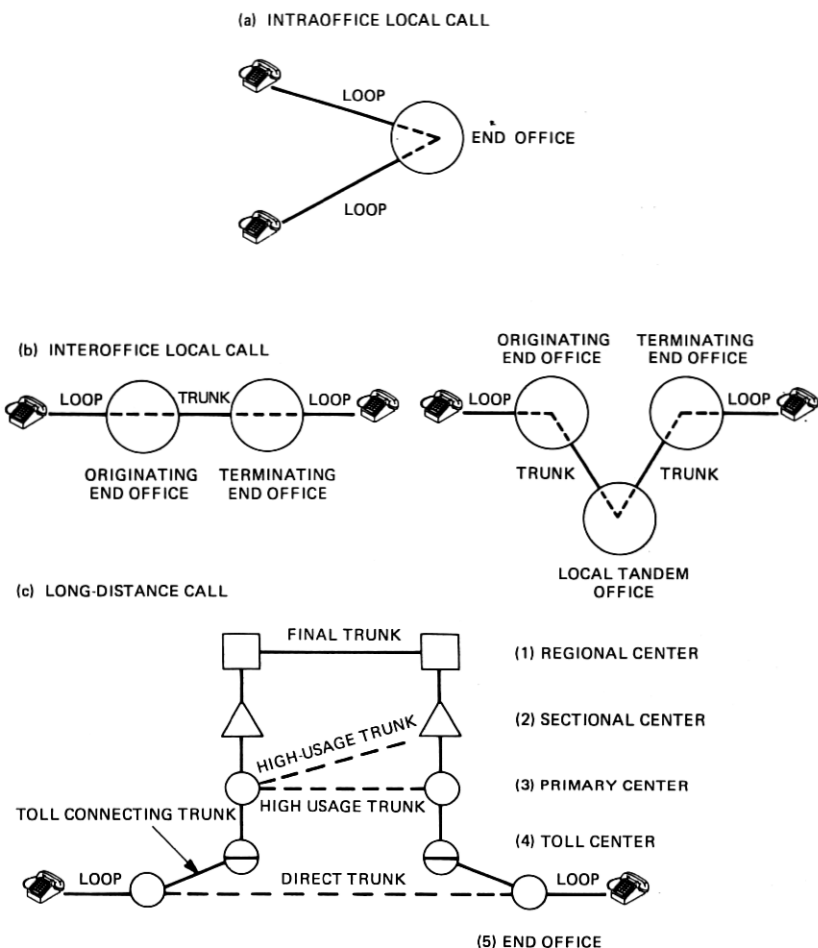 (a) INTRAOFFICE LOCAL CALL
LOOP
END OFFICE
LOOP
(b) INTEROFFICE LOCAL CALL
LOOP
TRUNK
LOOP
ORIGINATING
END OFFICE
TERMINATING
END OFFICE
ORIGINATING
END OFFICE
TERMINATING
END OFFICE
LOOP
LOOP
TRUNK
TRUNK
LOCAL TANDEM
OFFICE
(c) LONG-DISTANCE CALL
FINAL TRUNK
(1) REGIONAL CENTER
(2) SECTIONAL CENTER
HIGH-USAGE TRUNK
(3) PRIMARY CENTER
HIGH USAGE TRUNK
TOLL CONNECTING TRUNK
(4) TOLL CENTER
LOOP
DIRECT TRUNK
LOOP
(5) END OFFICE